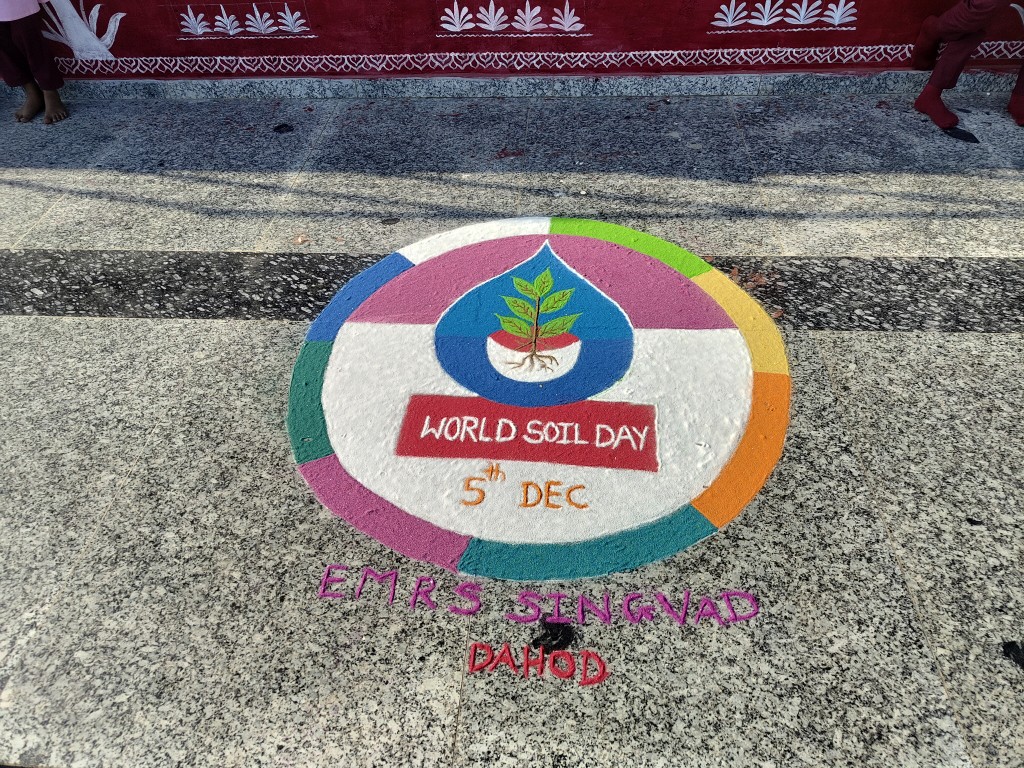 WORLD SOIL DAY
5th DEC
EMRS SINGVAD
DAHOD